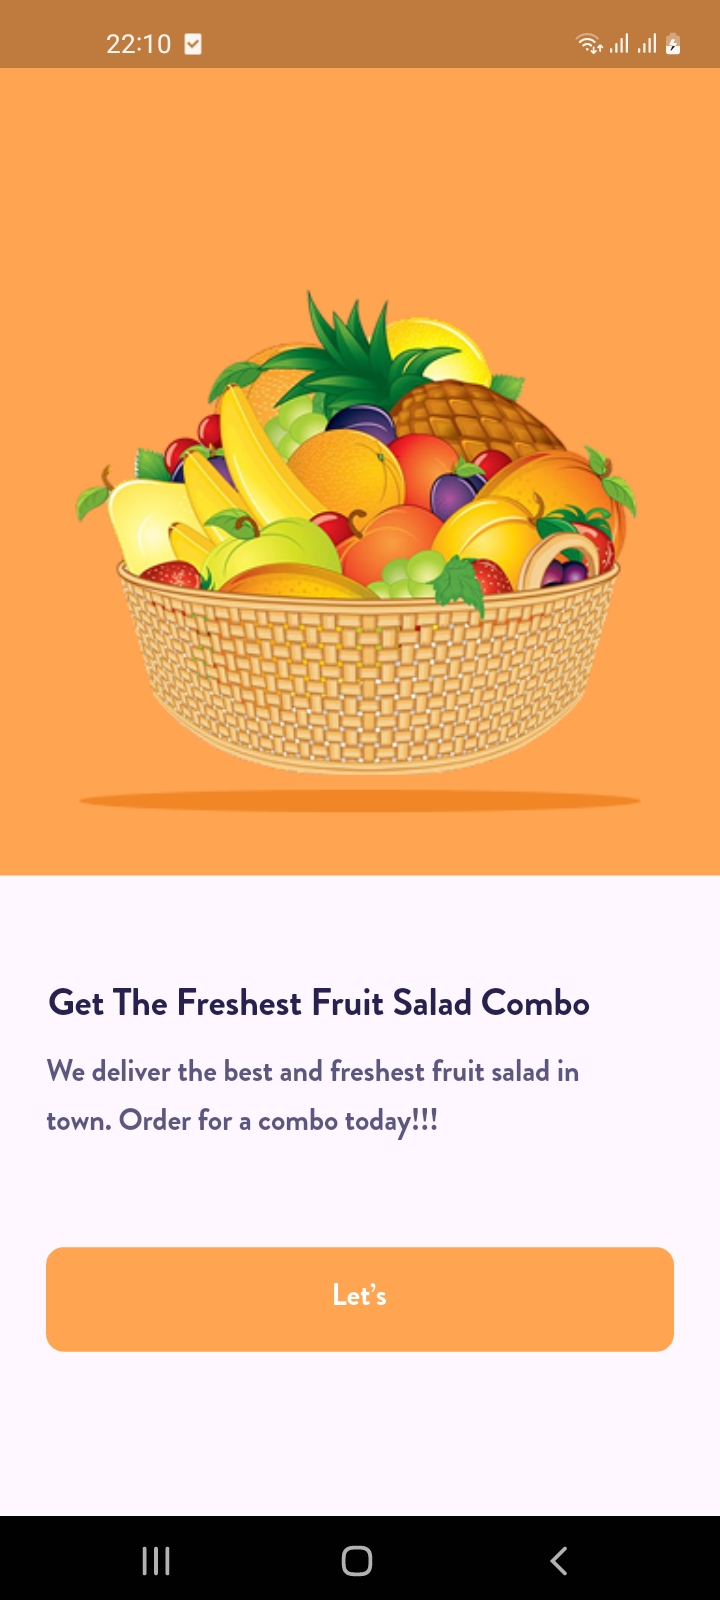 22:10
Get The Freshest Fruit Salad Combo
We deliver the best and freshest fruit salad in
town. Order for a combo today!!!
Let’s